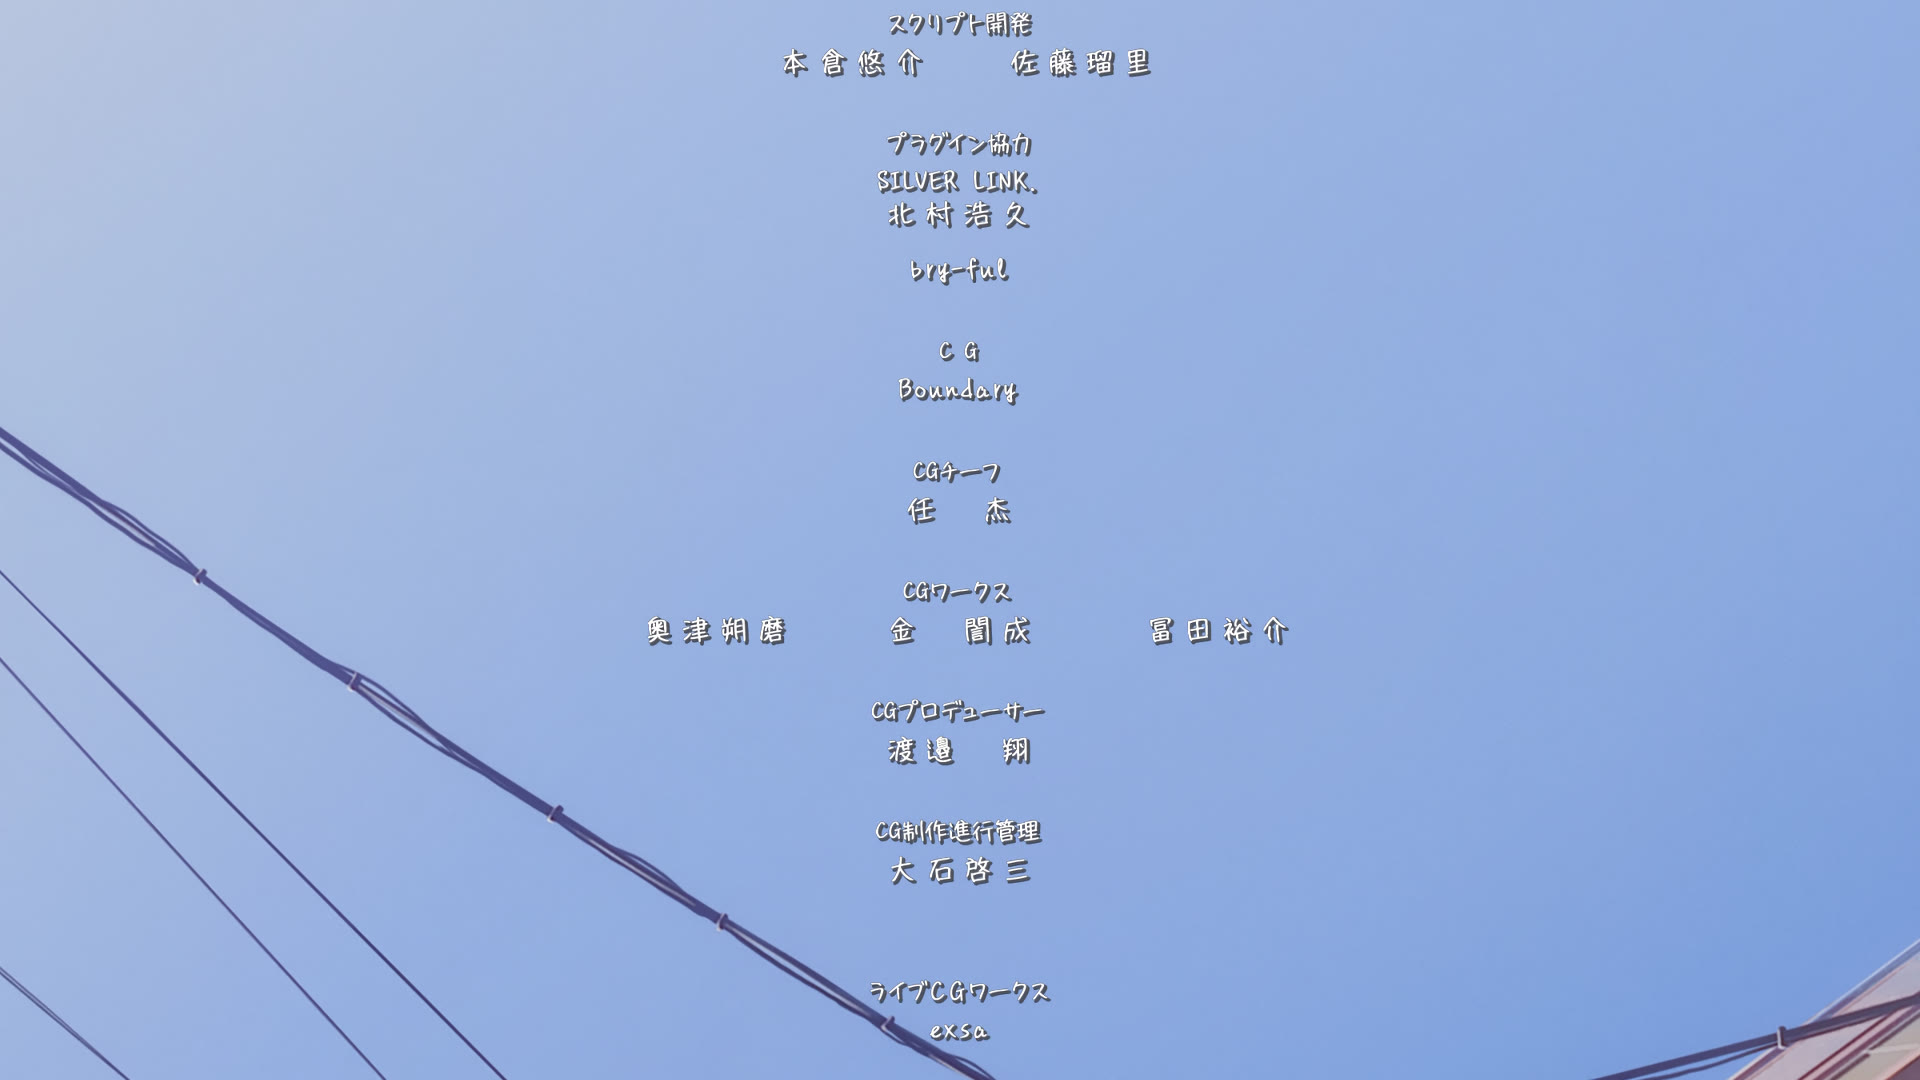 スクリプト開発
本倉悠介 佐藤瑠里
プラグイン協力
SILVER LINK.
北村浩久
bry-ful
CG
Boundary
CGチーフ
任 杰
CGワークス
奥津朔磨 金 誾成 冨田裕介
CGプロデューサー
渡邉 翔
CG制作進行管理
大石啓三
ライブCGワークス
exsa